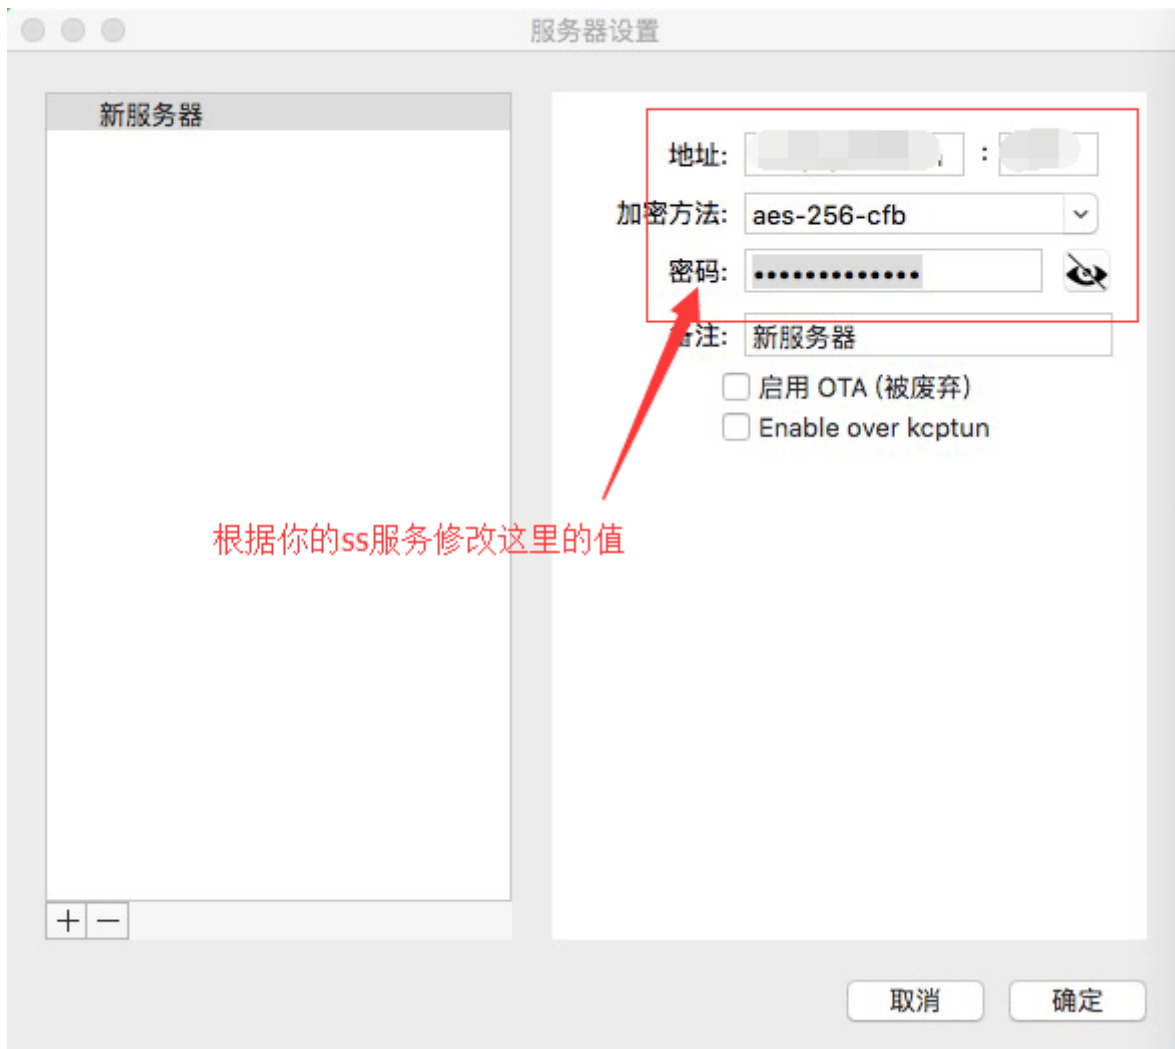 服务器设置
新服务器
地址:
:
加密方法: aes-256-cfb
密码: •••••••••••••
备注: 新服务器
启用 OTA (被废弃)
Enable over kcptun
根据你的ss服务修改这里的值
取消
确定